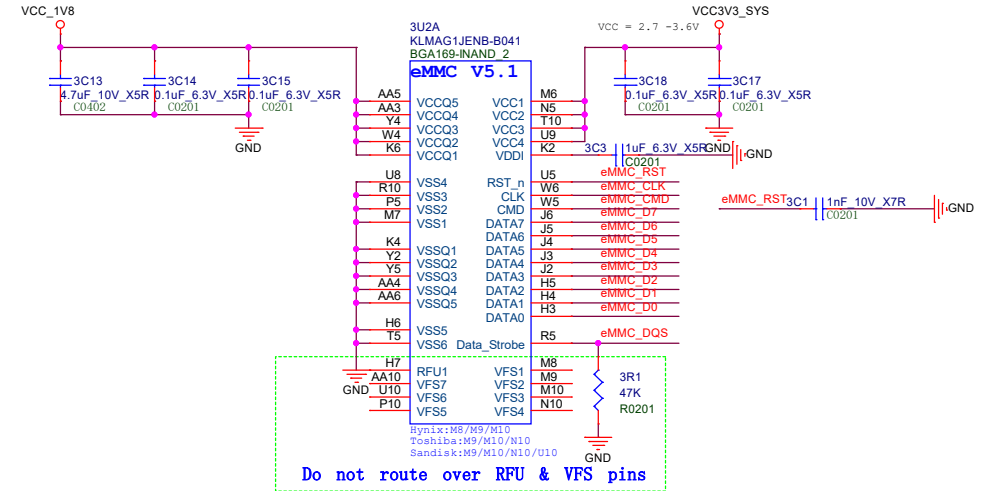 VCC_1V8
VCC3V3_SYS
VCC = 2.7 -3.6V
3U2A
KLMAG1JENB-B041
BGA169-INAND_2
eMMC V5.1
3C13
4.7uF_10V_X5R
C0402
3C14
0.1uF_6.3V_X5R
C0201
3C15
0.1uF_6.3V_X5R
C0201
GND
3C18
0.1uF_6.3V_X5R
C0201
3C17
0.1uF_6.3V_X5R
C0201
GND
AA5 VCCQ5
AA3 VCCQ4
Y4 VCCQ3
W4 VCCQ2
K6 VCCQ1
VCC1 M6
VCC2 N5
VCC3 T10
VCC4 U9
VDDI K2
3C3 1uF_6.3V_X5R
C0201
GND
U8 VSS4
R10 VSS3
P5 VSS2
M7 VSS1
K4 VSSQ1
Y2 VSSQ2
Y5 VSSQ3
AA4 VSSQ4
AA6 VSSQ5
H6 VSS5
T5 VSS6
RST_n U5 eMMC_RST
CLK W6 eMMC_CLK
CMD W5 eMMC_CMD
DATA7 J6 eMMC_D7
DATA6 J5 eMMC_D6
DATA5 J4 eMMC_D5
DATA4 J3 eMMC_D4
DATA3 J2 eMMC_D3
DATA2 H5 eMMC_D2
DATA1 H4 eMMC_D1
DATA0 H3 eMMC_D0
Data_Strobe R5 eMMC_DQS
eMMC_RST 3C1 1nF_10V_X7R
C0201
GND
H7 RFU1
AA10 VFS7
U10 VFS6
P10 VFS5
GND
VFS1 M8
VFS2 M9
VFS3 M10
VFS4 N10
3R1
47K
R0201
GND
Hynix:M8/M9/M10
Toshiba:M9/M10/N10
Sandisk:M9/M10/N10/U10
Do not route over RFU & VFS pins